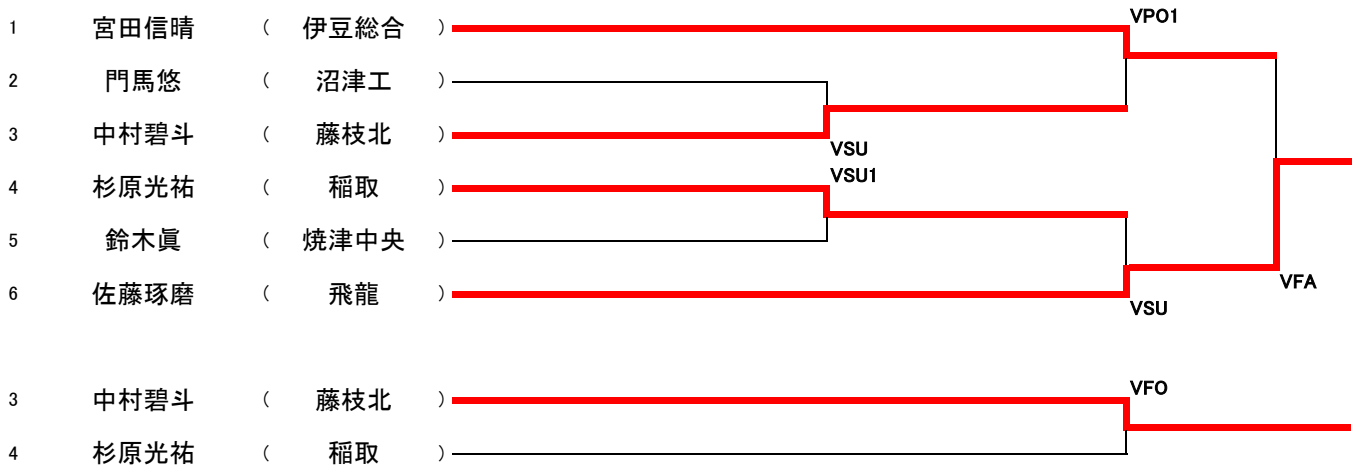 1 宮田信晴 ( 伊豆総合 ) VPO1
2 門馬悠 ( 沼津工 )
3 中村碧斗 ( 藤枝北 )
VSU
4 杉原光祐 ( 稲取 ) VSU1
5 鈴木眞 ( 焼津中央 )
6 佐藤琢磨 ( 飛龍 )
VFA
VSU
3 中村碧斗 ( 藤枝北 ) VFO
4 杉原光祐 ( 稲取 )